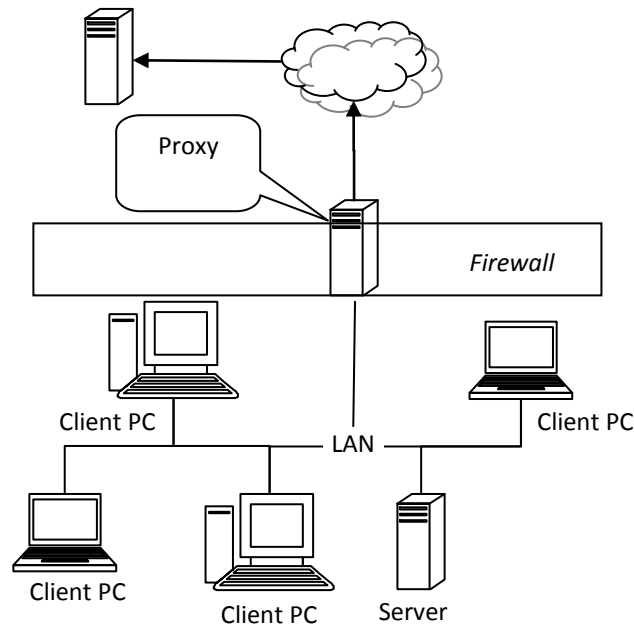 Proxy
Firewall
Client PC
Client PC
LAN
Client PC
Client PC
Server